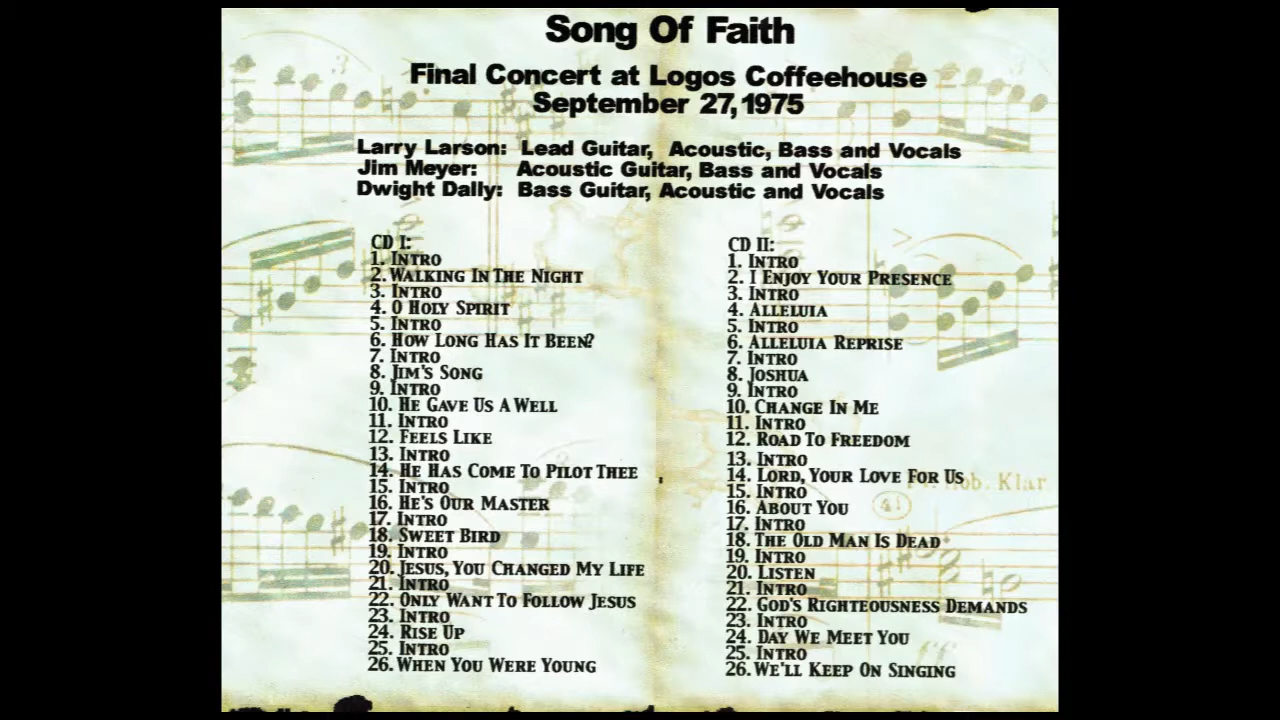 Song Of Faith
Final Concert at Logos Coffeehouse
September 27, 1975
Larry Larson: Lead Guitar, Acoustic, Bass and Vocals
Jim Meyer: Acoustic Guitar, Bass and Vocals
Dwight Dally: Bass Guitar, Acoustic and Vocals
CD I:
1. Intro
2. Walking In The Night
3. Intro
4. O Holy Spirit
5. Intro
6. How Long Has It Been?
7. Intro
8. Jim's Song
9. Intro
10. He Gave Us A Well
11. Intro
12. Feels Like
13. Intro
14. He Has Come To Pilot Thee
15. Intro
16. He's Our Master
17. Intro
18. Sweet Bird
19. Intro
20. Jesus, You Changed My Life
21. Intro
22. Only Want To Follow Jesus
23. Intro
24. Rise Up
25. Intro
26. When You Were Young
CD II:
1. Intro
2. I Enjoy Your Presence
3. Intro
4. Alleluia
5. Intro
6. Alleluia Reprise
7. Intro
8. Joshua
9. Intro
10. Change In Me
11. Intro
12. Road To Freedom
13. Intro
14. Lord, Your Love For Us
15. Intro
16. About You
17. Intro
18. The Old Man Is Dead
19. Intro
20. Listen
21. Intro
22. God's Righteousness Demands
23. Intro
24. Day We Meet You
25. Intro
26. We'll Keep On Singing
Klar
41
3